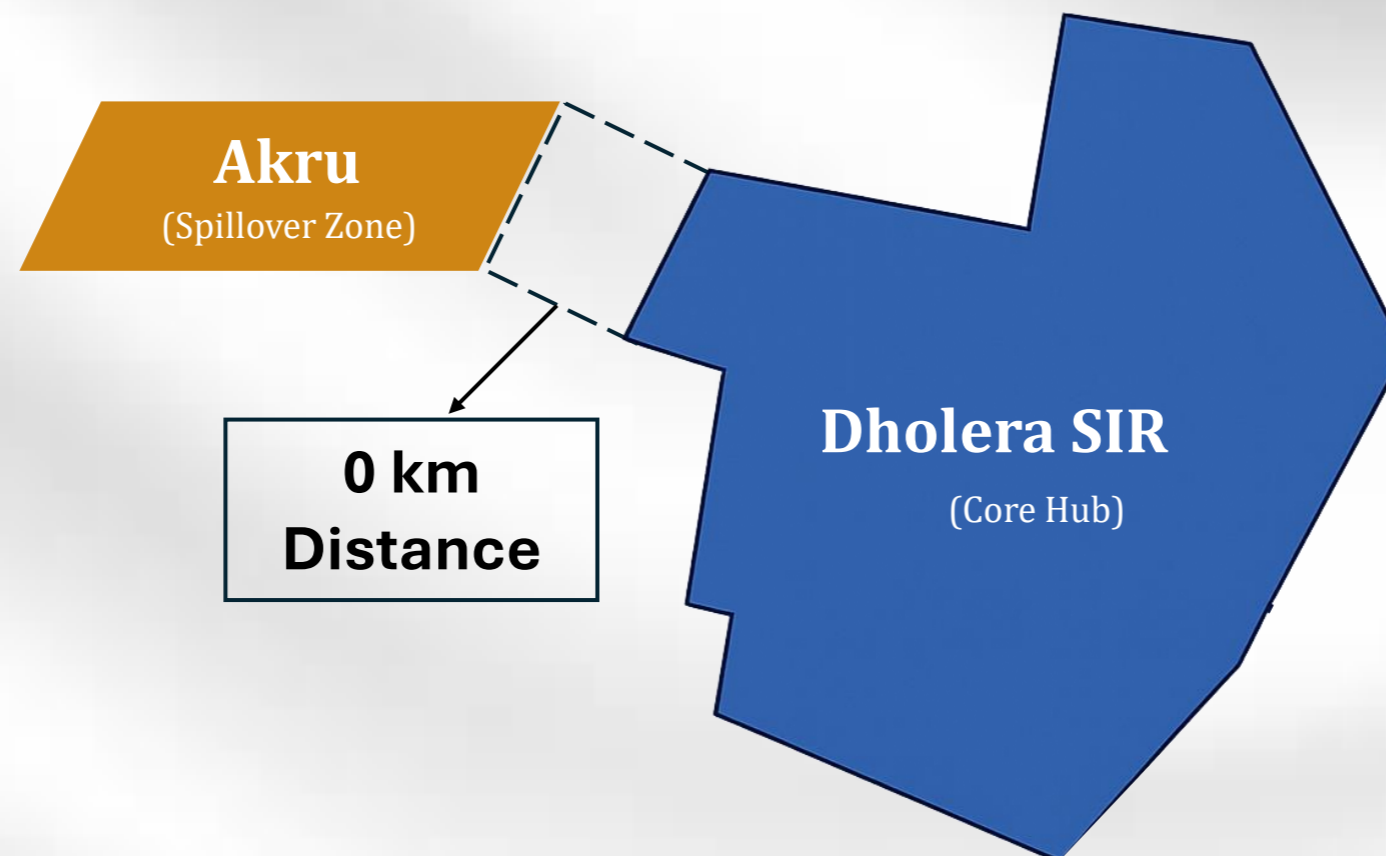 Akru
(Spillover Zone)
Dholera SIR
(Core Hub)
0 km
Distance